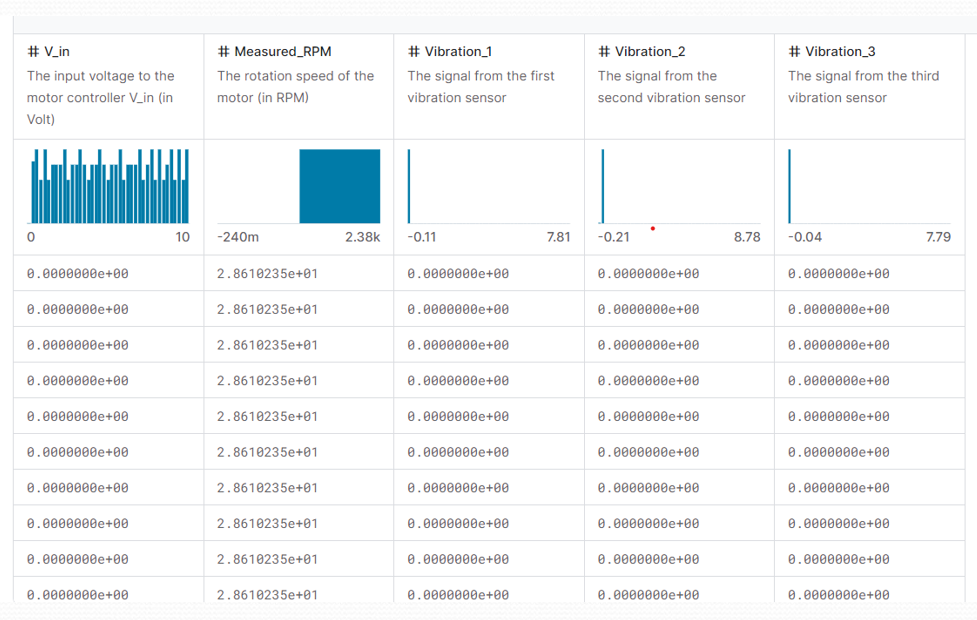 # V_in # Measured_RPM # Vibration_1 # Vibration_2 # Vibration_3
The input voltage to the The rotation speed of the The signal from the first The signal from the The signal from the third
motor controller V_in (in motor (in RPM) vibration sensor second vibration sensor vibration sensor
Volt)
0 10 -240m 2.38k -0.11 7.81 -0.21 8.78 -0.04 7.79
0.0000000e+00 2.8610235e+01 0.0000000e+00 0.0000000e+00 0.0000000e+00
0.0000000e+00 2.8610235e+01 0.0000000e+00 0.0000000e+00 0.0000000e+00
0.0000000e+00 2.8610235e+01 0.0000000e+00 0.0000000e+00 0.0000000e+00
0.0000000e+00 2.8610235e+01 0.0000000e+00 0.0000000e+00 0.0000000e+00
0.0000000e+00 2.8610235e+01 0.0000000e+00 0.0000000e+00 0.0000000e+00
0.0000000e+00 2.8610235e+01 0.0000000e+00 0.0000000e+00 0.0000000e+00
0.0000000e+00 2.8610235e+01 0.0000000e+00 0.0000000e+00 0.0000000e+00
0.0000000e+00 2.8610235e+01 0.0000000e+00 0.0000000e+00 0.0000000e+00
0.0000000e+00 2.8610235e+01 0.0000000e+00 0.0000000e+00 0.0000000e+00
0.0000000e+00 2.8610235e+01 0.0000000e+00 0.0000000e+00 0.0000000e+00